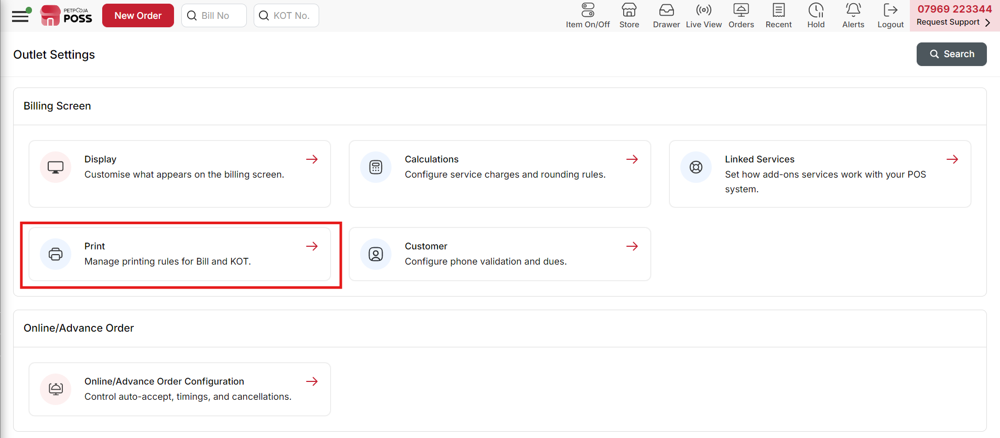 PETPOOJA
POSS
New Order
Bill No
KOT No.
Item On/Off
Store
Drawer
Live View
Orders
Recent
Hold
Alerts
Logout
07969 223344
Request Support
Outlet Settings
Search
Billing Screen
Display
Customise what appears on the billing screen.
Calculations
Configure service charges and rounding rules.
Linked Services
Set how add-ons services work with your POS
system.
Print
Manage printing rules for Bill and KOT.
Customer
Configure phone validation and dues.
Online/Advance Order
Online/Advance Order Configuration
Control auto-accept, timings, and cancellations.